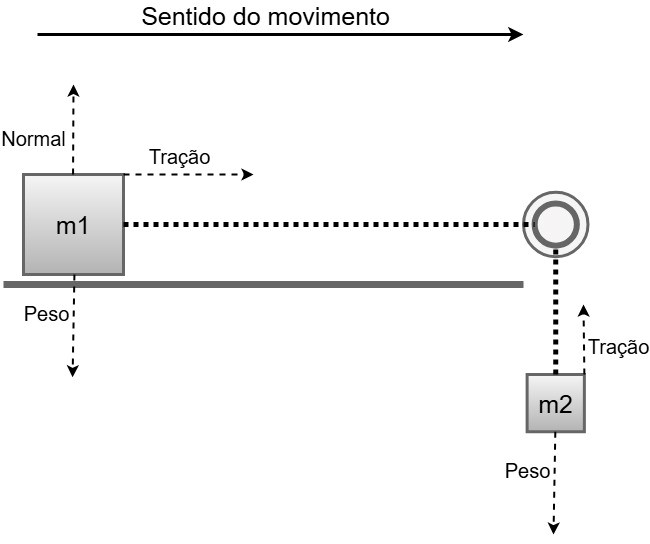 Sentido do movimento
Normal
Tração
m1
Peso
Tração
m2
Peso